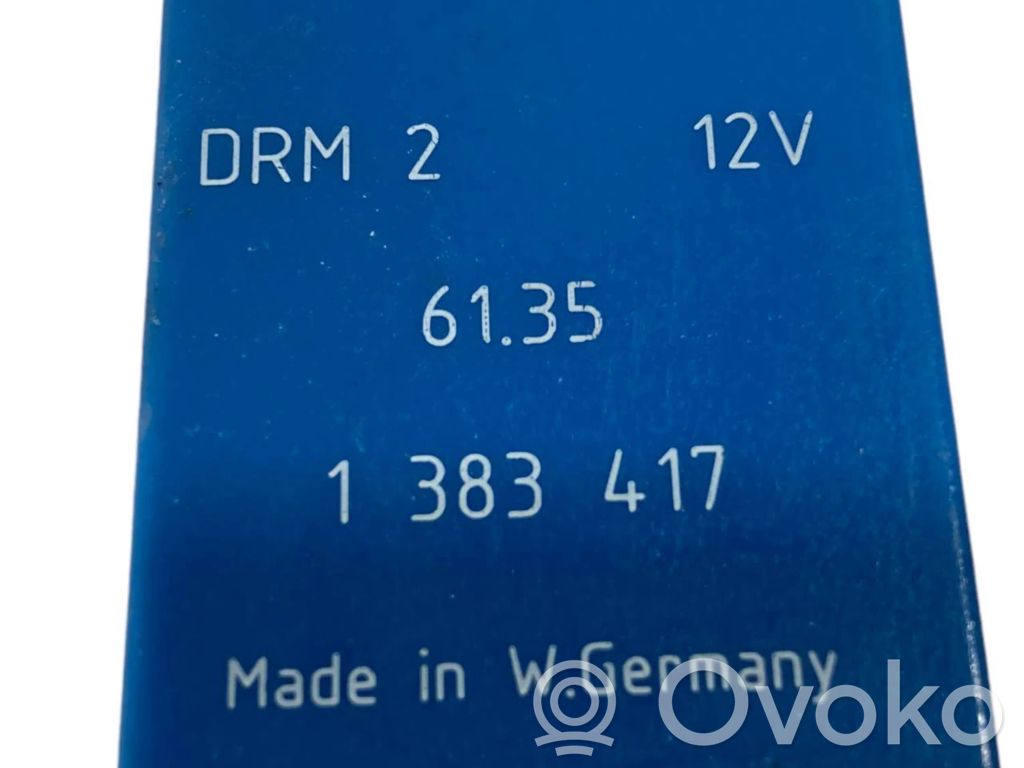 DRM 2 12V
61.35
1 383 417
Made in W.Germany
Ovoko